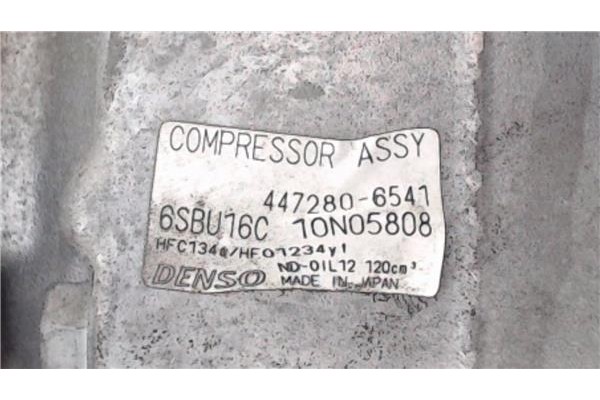 COMPRESSOR ASSY
447280-6541
6SBU16C 10N05808
HFC134a/HFO1234yf
ND-OIL12 120cm³
DENSO MADE IN JAPAN